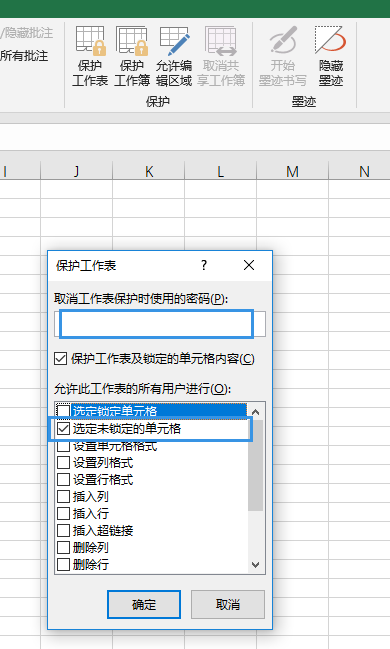 /隐藏批注
所有批注
保护
工作表
保护
工作簿
允许编
辑区域
取消共
享工作簿
保护
开始
墨迹书写
隐藏
墨迹
墨迹
I J K L M N
保护工作表 ? ×
取消工作表保护时使用的密码(P):
保护工作表及锁定的单元格内容(C)
允许此工作表的所有用户进行(O):
选定锁定单元格
选定未锁定的单元格
设置单元格格式
设置列格式
设置行格式
插入列
插入行
插入超链接
删除列
删除行
确定 取消